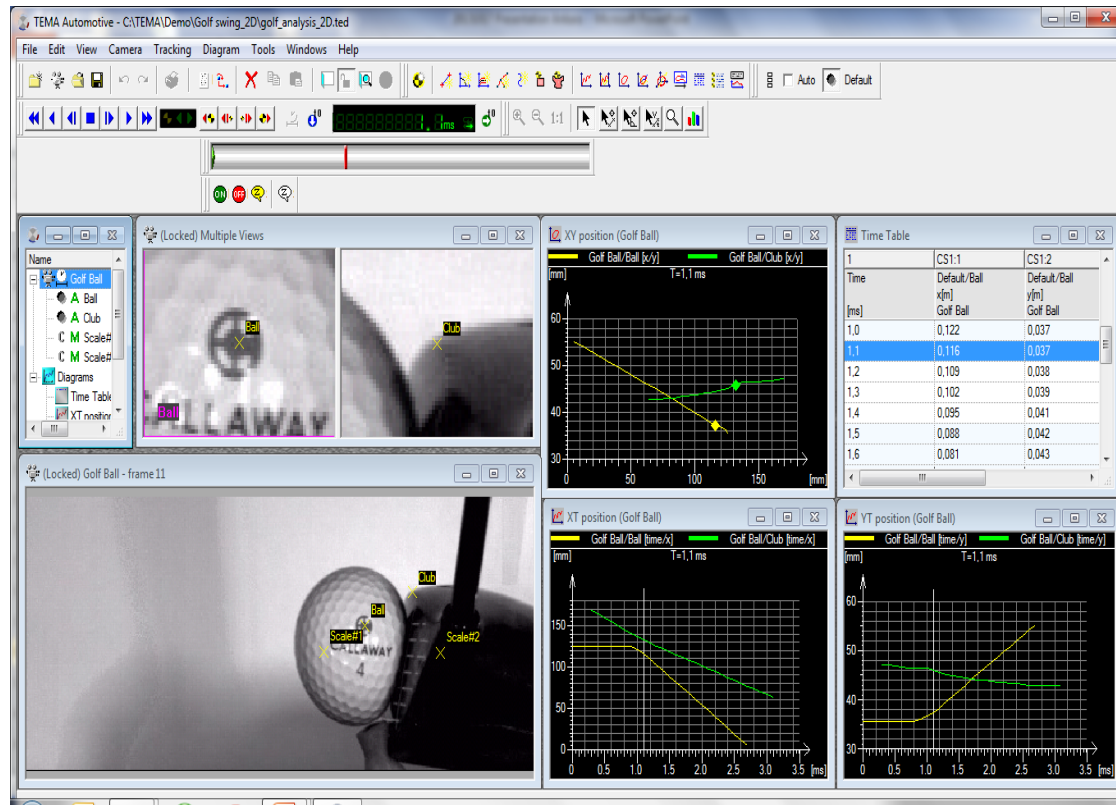 TEMA Automotive - C:\TEMA\Demo\Golf swing_2D\golf_analysis_2D.ted
File Edit View Camera Tracking Diagram Tools Windows Help
Auto Default
1:1
1.1ms
ON OFF Z Z
Name
Golf Ball
A Ball
A Club
C M Scale#
C M Scale#
Diagrams
Time Table
XT position
(Locked) Multiple Views
Ball
Ball
CALLAWAY
Club
XY position (Golf Ball)
Golf Ball/Ball [x/y] Golf Ball/Club [x/y]
[mm] T=1,1 ms
60
50
40
30
0 50 100 150 [mm]
Time Table
1 CS1:1 CS1:2
Time Default/Ball Default/Ball
x[m] y[m]
[ms] Golf Ball Golf Ball
1,0 0,122 0,037
1,1 0,116 0,037
1,2 0,109 0,038
1,3 0,102 0,039
1,4 0,095 0,041
1,5 0,088 0,042
1,6 0,081 0,043
(Locked) Golf Ball - frame 11
Club
Ball
Scale#1 Scale#2
CALLAWAY
4
XT position (Golf Ball)
Golf Ball/Ball [time/x] Golf Ball/Club [time/x]
[mm] T=1,1 ms
150
100
50
0
0 0.5 1.0 1.5 2.0 2.5 3.0 3.5 [ms]
YT position (Golf Ball)
Golf Ball/Ball [time/y] Golf Ball/Club [time/y]
[mm] T=1,1 ms
60
50
40
30
0 0.5 1.0 1.5 2.0 2.5 3.0 3.5 [ms]